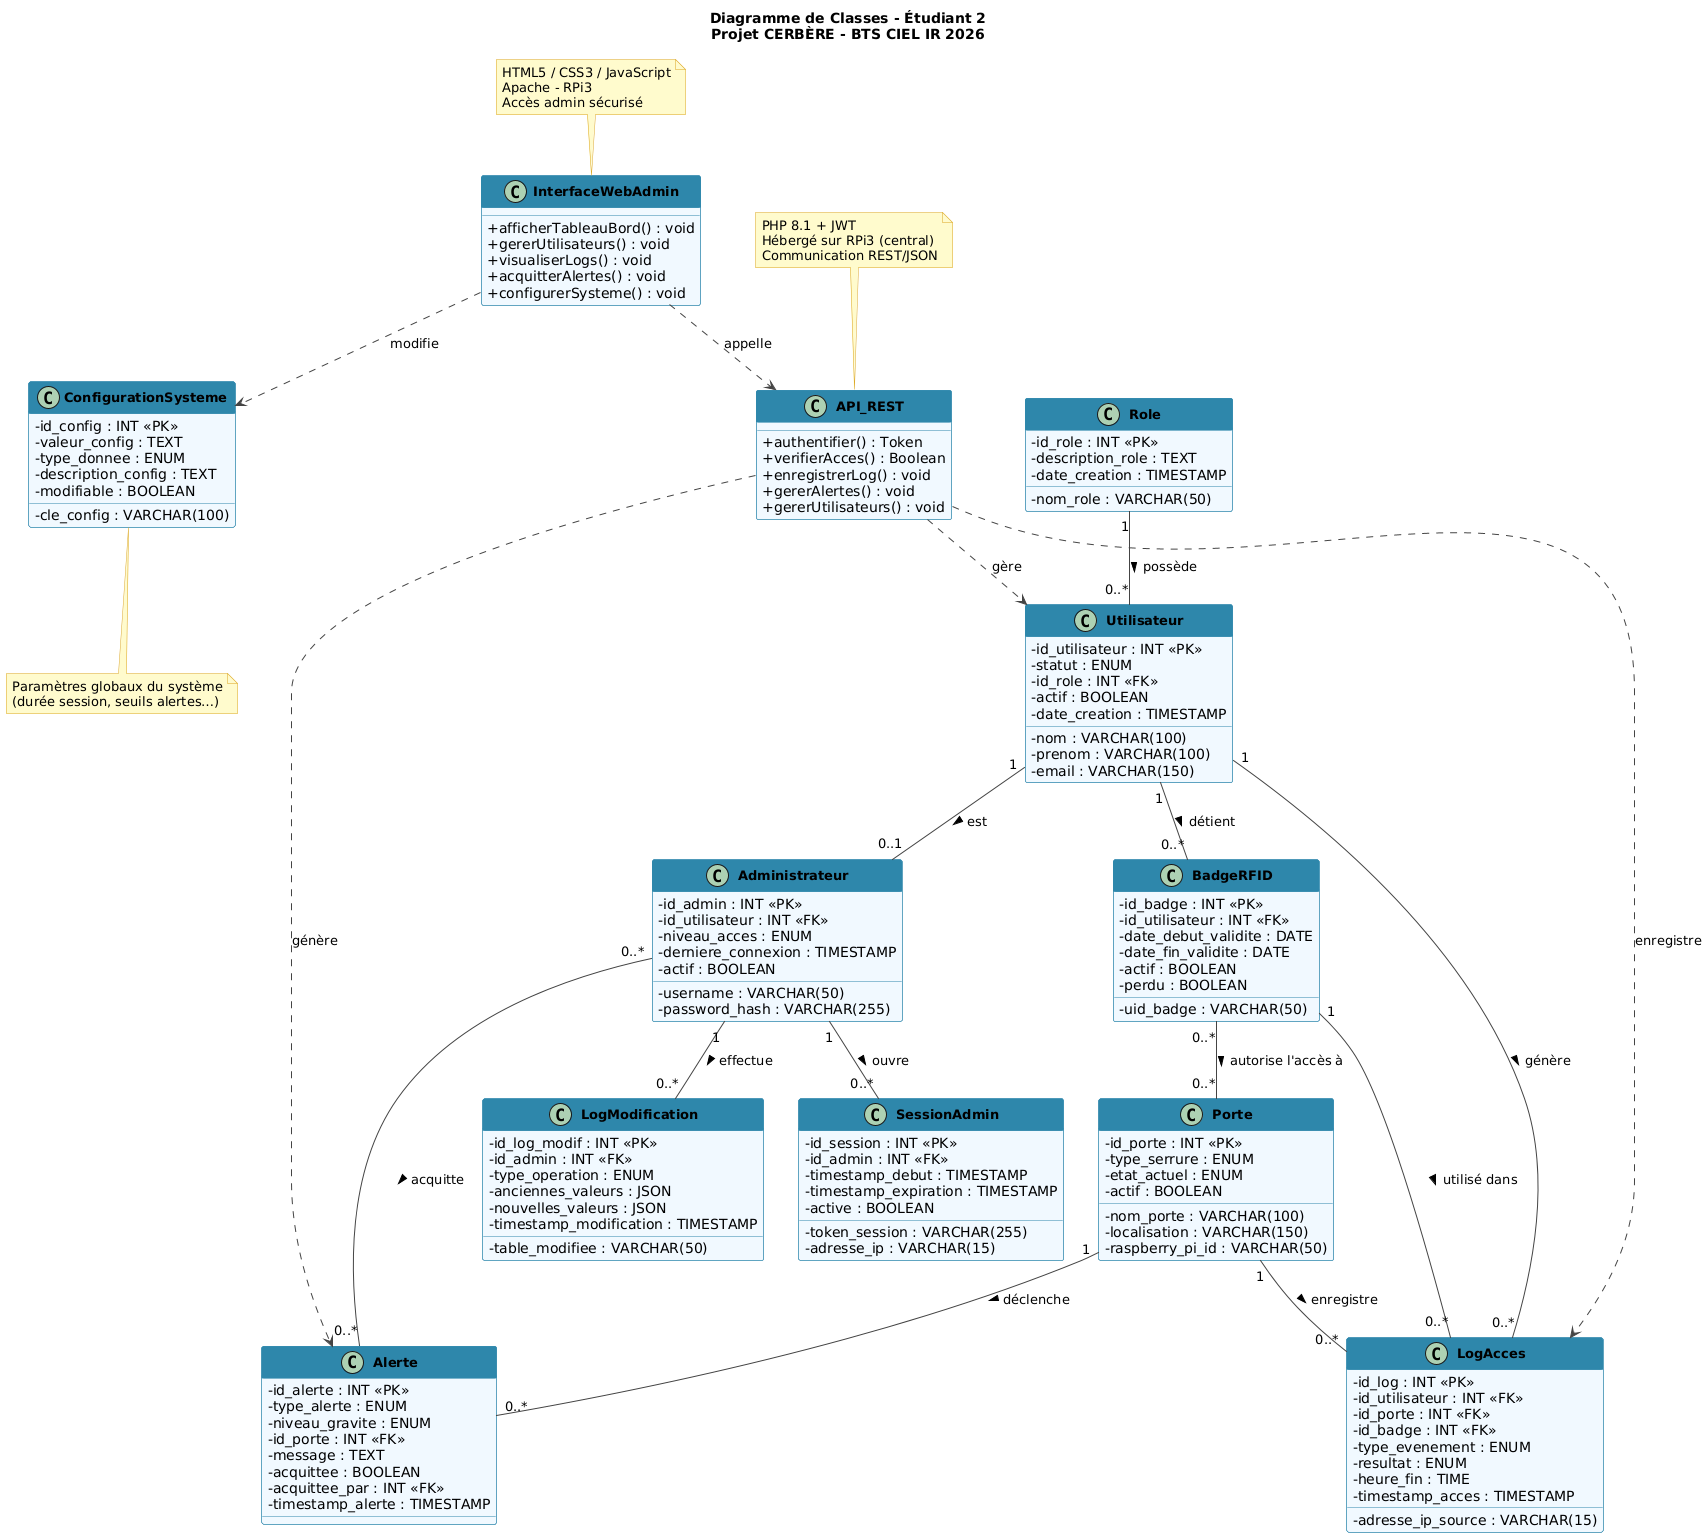 Diagramme de Classes - Étudiant 2
Projet CERBÈRE - BTS CIEL IR 2026
HTML5 / CSS3 / JavaScript
Apache - RPi3
Accès admin sécurisé
C InterfaceWebAdmin
+afficherTableauBord() : void
+gererUtilisateurs() : void
+visualiserLogs() : void
+acquitterAlertes() : void
+configurerSysteme() : void
PHP 8.1 + JWT
Hébergé sur RPi3 (central)
Communication REST/JSON
modifie
appelle
C ConfigurationSysteme
-id_config : INT «PK»
-valeur_config : TEXT
-type_donnee : ENUM
-description_config : TEXT
-modifiable : BOOLEAN
-cle_config : VARCHAR(100)
C API_REST
+authentifier() : Token
+verifierAcces() : Boolean
+enregistrerLog() : void
+gererAlertes() : void
+gererUtilisateurs() : void
C Role
-id_role : INT «PK»
-description_role : TEXT
-date_creation : TIMESTAMP
-nom_role : VARCHAR(50)
1
gère
possède
0..*
Paramètres globaux du système
(durée session, seuils alertes...)
C Utilisateur
-id_utilisateur : INT «PK»
-statut : ENUM
-id_role : INT «FK»
-actif : BOOLEAN
-date_creation : TIMESTAMP
-nom : VARCHAR(100)
-prenom : VARCHAR(100)
-email : VARCHAR(150)
1
1
1
est
détient
0..1
0..*
génère
enregistre
C Administrateur
-id_admin : INT «PK»
-id_utilisateur : INT «FK»
-niveau_acces : ENUM
-derniere_connexion : TIMESTAMP
-actif : BOOLEAN
-username : VARCHAR(50)
-password_hash : VARCHAR(255)
C BadgeRFID
-id_badge : INT «PK»
-id_utilisateur : INT «FK»
-date_debut_validite : DATE
-date_fin_validite : DATE
-actif : BOOLEAN
-perdu : BOOLEAN
-uid_badge : VARCHAR(50)
0..*
1
1
0..*
1
effectue
ouvre
autorise l'accès à
génère
0..*
0..*
0..*
C LogModification
-id_log_modif : INT «PK»
-id_admin : INT «FK»
-type_operation : ENUM
-anciennes_valeurs : JSON
-nouvelles_valeurs : JSON
-timestamp_modification : TIMESTAMP
-table_modifiee : VARCHAR(50)
C SessionAdmin
-id_session : INT «PK»
-id_admin : INT «FK»
-timestamp_debut : TIMESTAMP
-timestamp_expiration : TIMESTAMP
-active : BOOLEAN
-token_session : VARCHAR(255)
-adresse_ip : VARCHAR(15)
C Porte
-id_porte : INT «PK»
-type_serrure : ENUM
-etat_actuel : ENUM
-actif : BOOLEAN
-nom_porte : VARCHAR(100)
-localisation : VARCHAR(150)
-raspberry_pi_id : VARCHAR(50)
acquitte
utilisé dans
1
1
déclenche
enregistre
0..*
0..*
0..*
0..*
0..*
C Alerte
-id_alerte : INT «PK»
-type_alerte : ENUM
-niveau_gravite : ENUM
-id_porte : INT «FK»
-message : TEXT
-acquittee : BOOLEAN
-acquittee_par : INT «FK»
-timestamp_alerte : TIMESTAMP
C LogAcces
-id_log : INT «PK»
-id_utilisateur : INT «FK»
-id_porte : INT «FK»
-id_badge : INT «FK»
-type_evenement : ENUM
-resultat : ENUM
-heure_fin : TIME
-timestamp_acces : TIMESTAMP
-adresse_ip_source : VARCHAR(15)